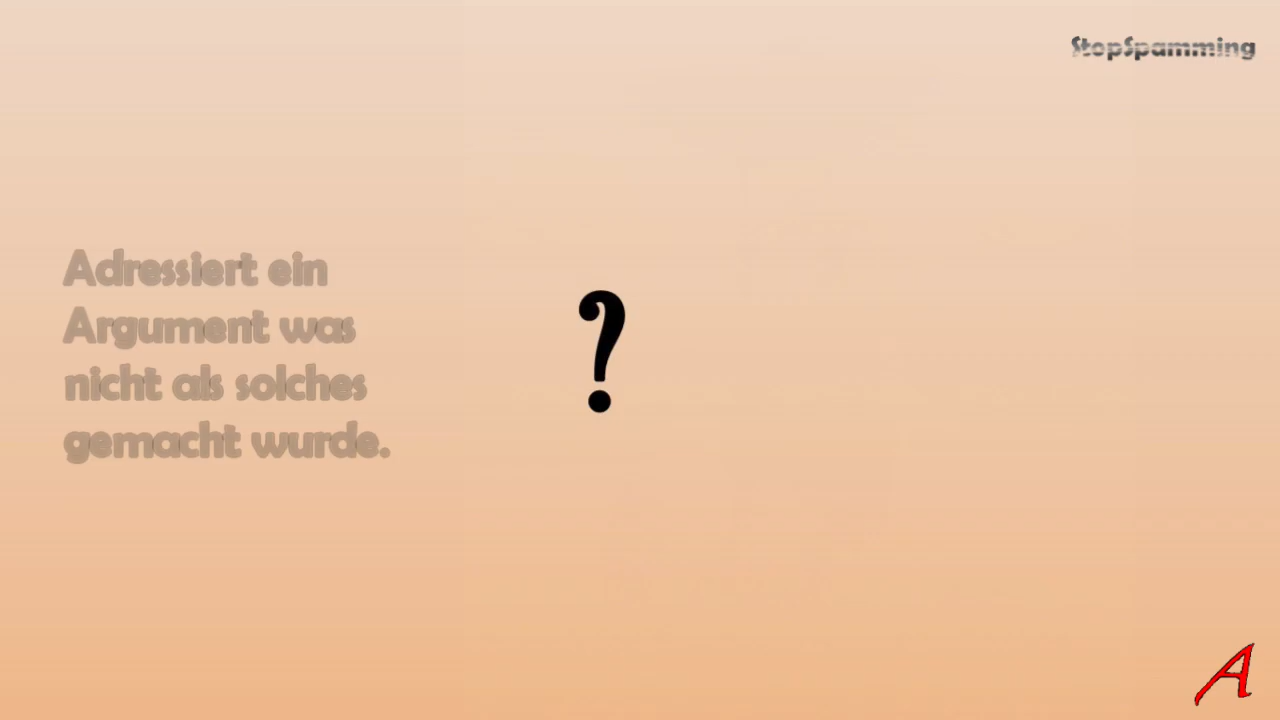 StopSpamming
Adressiert ein
Argument was
nicht als solches
gemacht wurde.
?
A